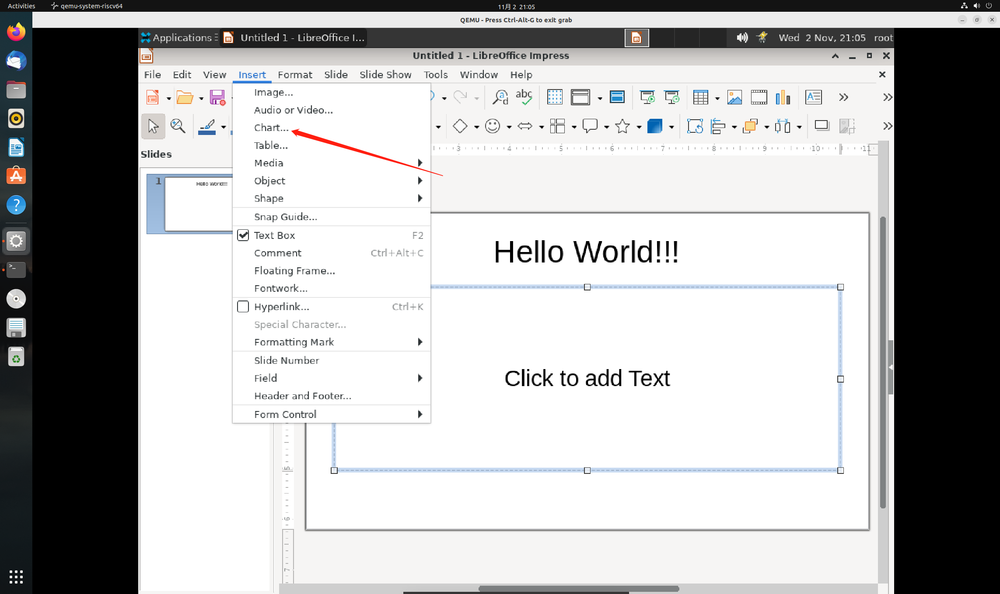 Activities qemu-system-riscv64 11月 2 21:05
QEMU - Press Ctrl-Alt-G to exit grab
Applications Untitled 1 - LibreOffice I... Wed 2 Nov, 21:05 root
Untitled 1 - LibreOffice Impress
File Edit View Insert Format Slide Slide Show Tools Window Help
Image...
Audio or Video...
Chart...
Table...
Media
Object
Shape
Snap Guide...
Text Box F2
Comment Ctrl+Alt+C
Floating Frame...
Fontwork...
Hyperlink... Ctrl+K
Special Character...
Formatting Mark
Slide Number
Field
Header and Footer...
Form Control
abc
3 4 5 6 7 8 9 10 11
Slides
1
Hello World!!!
Hello World!!!
Click to add Text
5
6
7